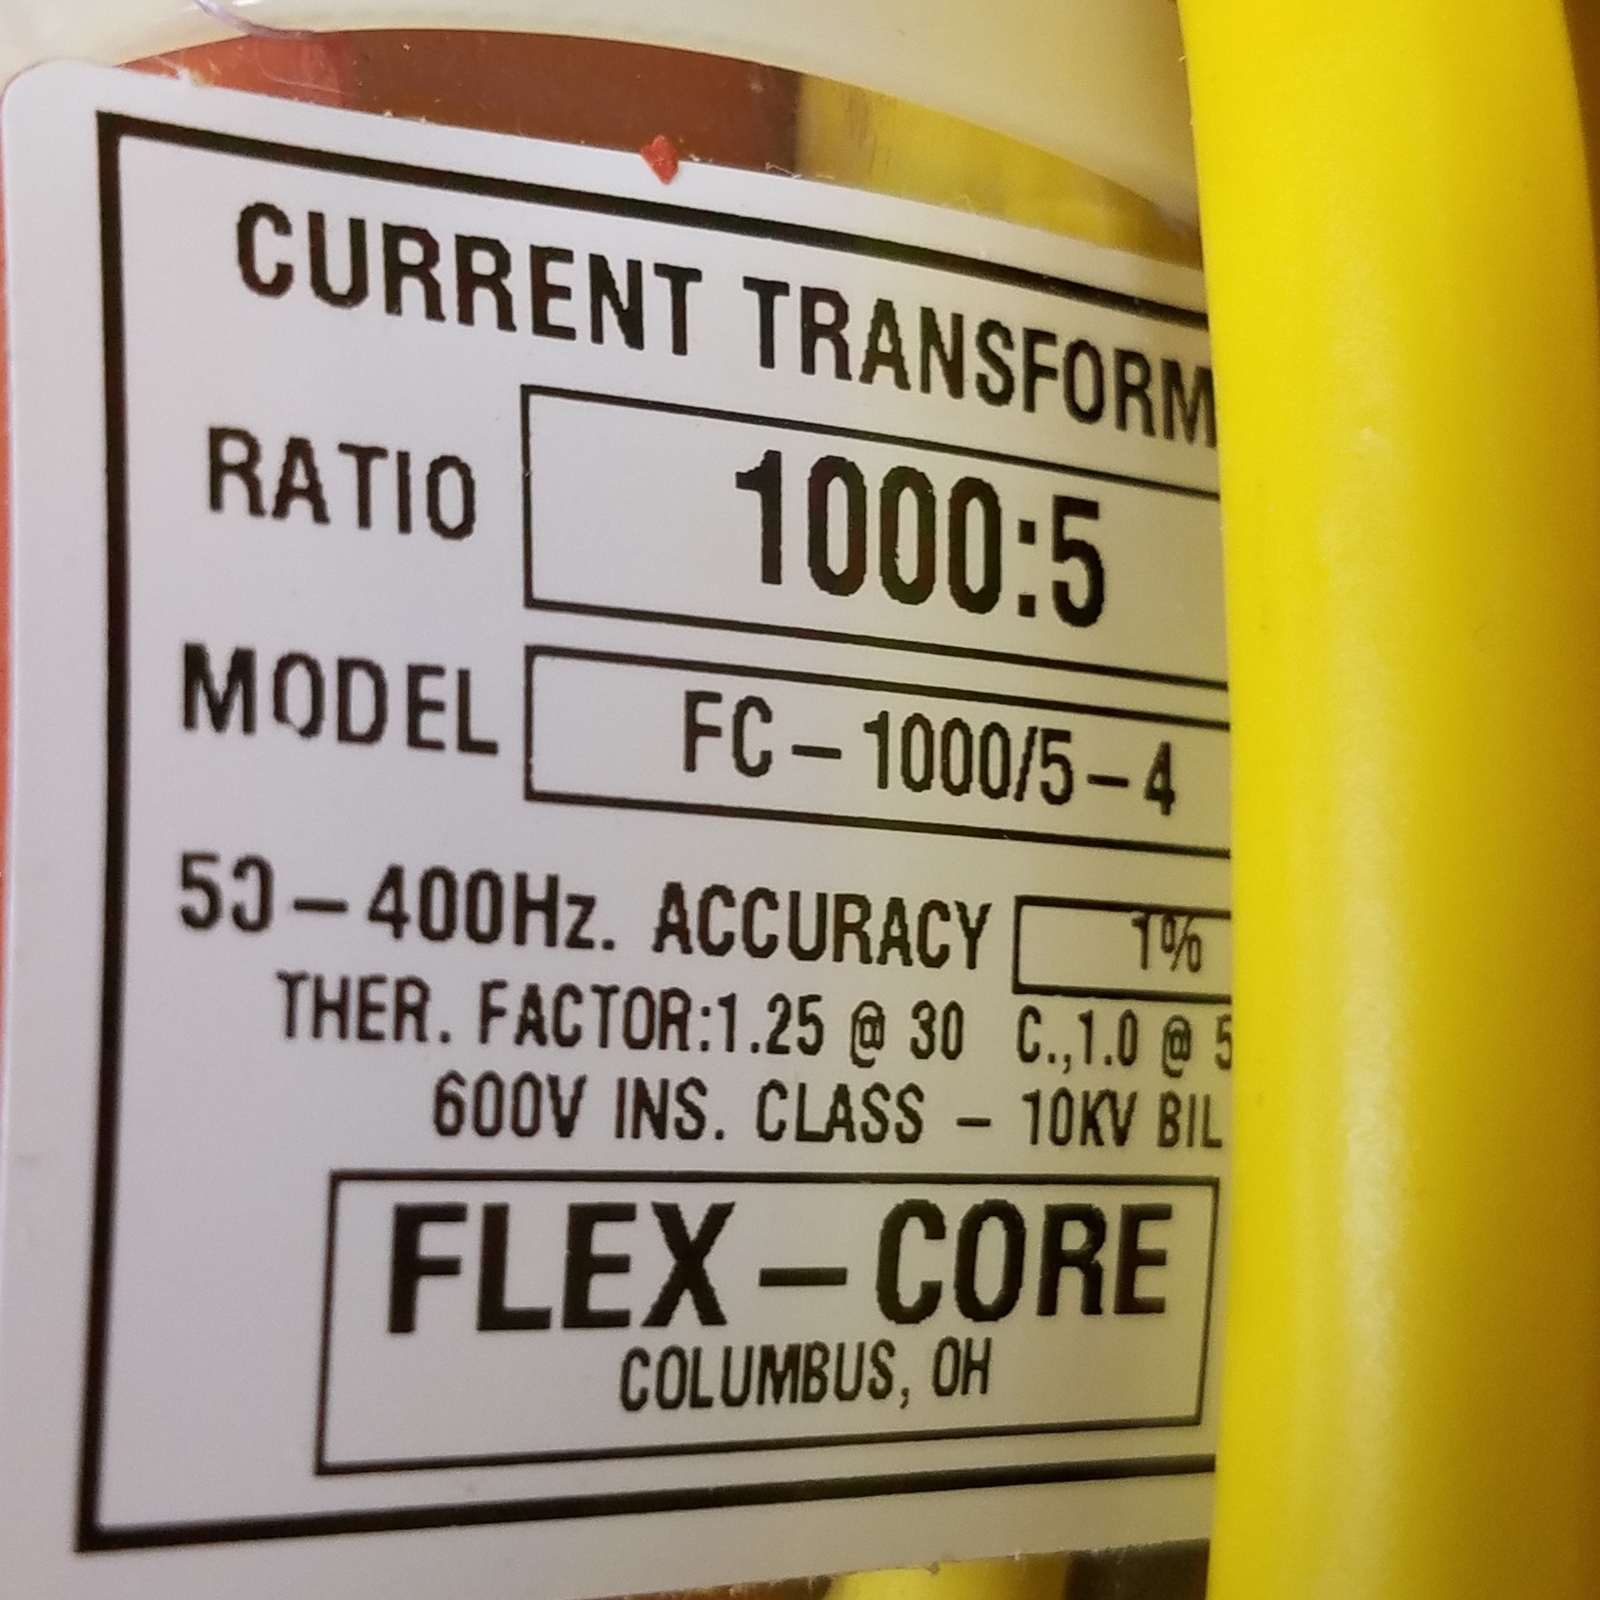 CURRENT TRANSFORM
RATIO 1000:5
MODEL FC-1000/5-4
50-400Hz. ACCURACY 1%
THER. FACTOR:1.25 @ 30 C.,1.0 @ 5
600V INS. CLASS - 10KV BIL
FLEX-CORE
COLUMBUS, OH